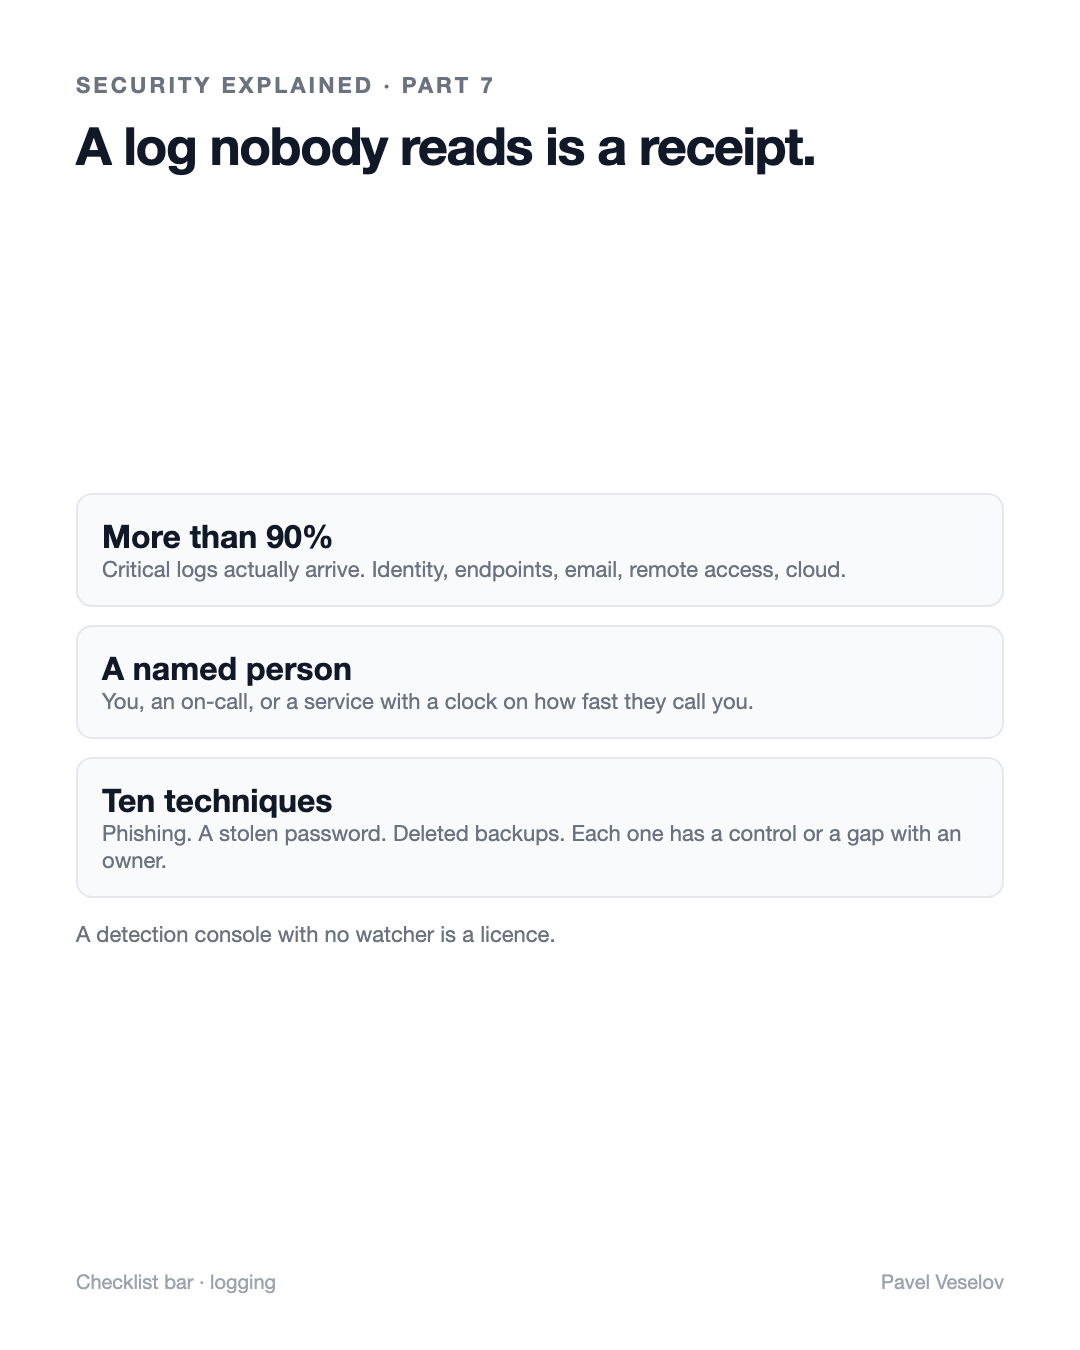 SECURITY EXPLAINED · PART 7
A log nobody reads is a receipt.
More than 90%
Critical logs actually arrive. Identity, endpoints, email, remote access, cloud.
A named person
You, an on-call, or a service with a clock on how fast they call you.
Ten techniques
Phishing. A stolen password. Deleted backups. Each one has a control or a gap with an
owner.
A detection console with no watcher is a licence.
Checklist bar · logging
Pavel Veselov